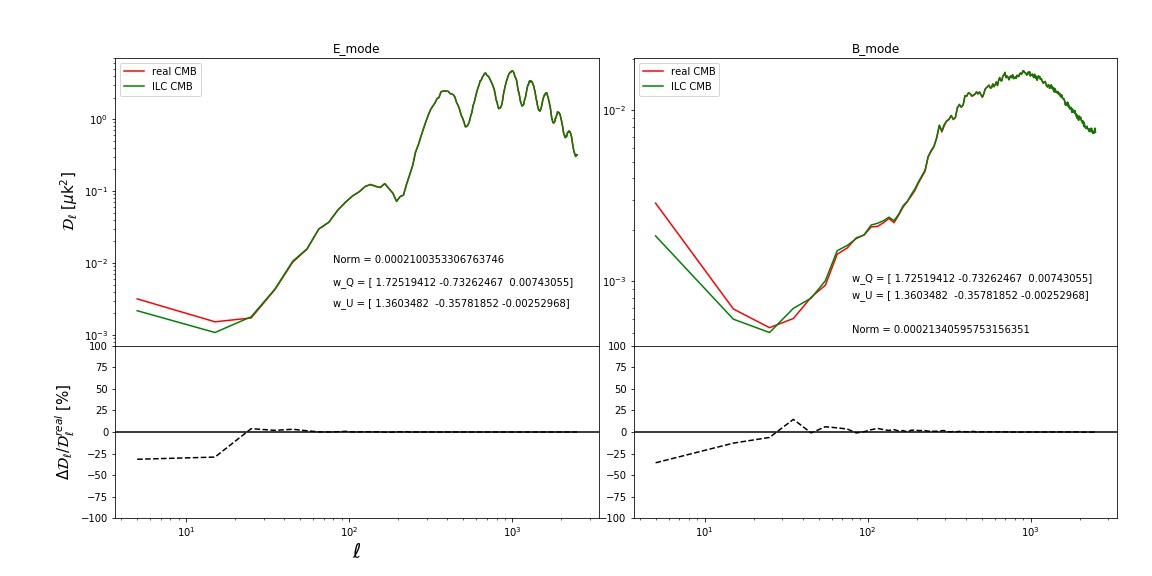 E_mode
real CMB
ILC CMB
10⁰
10⁻¹
10⁻²
10⁻³
𝒟ℓ [μk²]
Norm = 0.0002100353306763746
w_Q = [ 1.72519412 -0.73262467  0.00743055]
w_U = [ 1.3603482  -0.35781852 -0.00252968]
100
75
50
25
0
−25
−50
−75
−100
Δ𝒟ℓ/𝒟ℓ^real [%]
10¹ 10² 10³
ℓ
B_mode
real CMB
ILC CMB
10⁻²
10⁻³
w_Q = [ 1.72519412 -0.73262467  0.00743055]
w_U = [ 1.3603482  -0.35781852 -0.00252968]
Norm = 0.00021340595753156351
100
75
50
25
0
−25
−50
−75
−100
10¹ 10² 10³